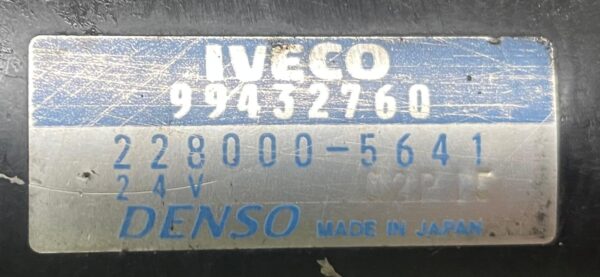 IVECO
99432760
228000-5641
24V
DENSO MADE IN JAPAN